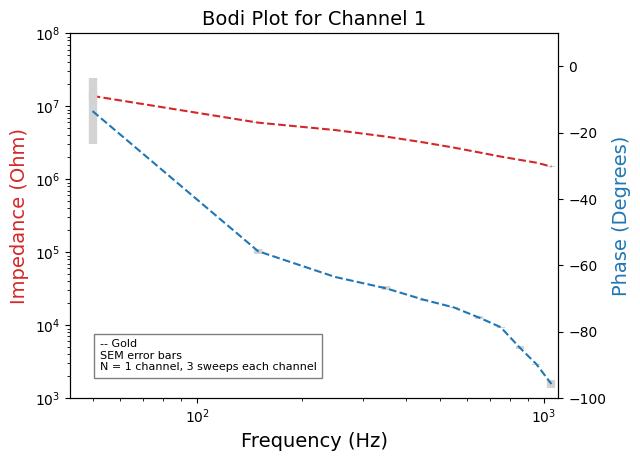 Bodi Plot for Channel 1
10^8
10^7
10^6
10^5
10^4
10^3
Impedance (Ohm)
0
−20
−40
−60
−80
−100
Phase (Degrees)
-- Gold
SEM error bars
N = 1 channel, 3 sweeps each channel
10^2
10^3
Frequency (Hz)